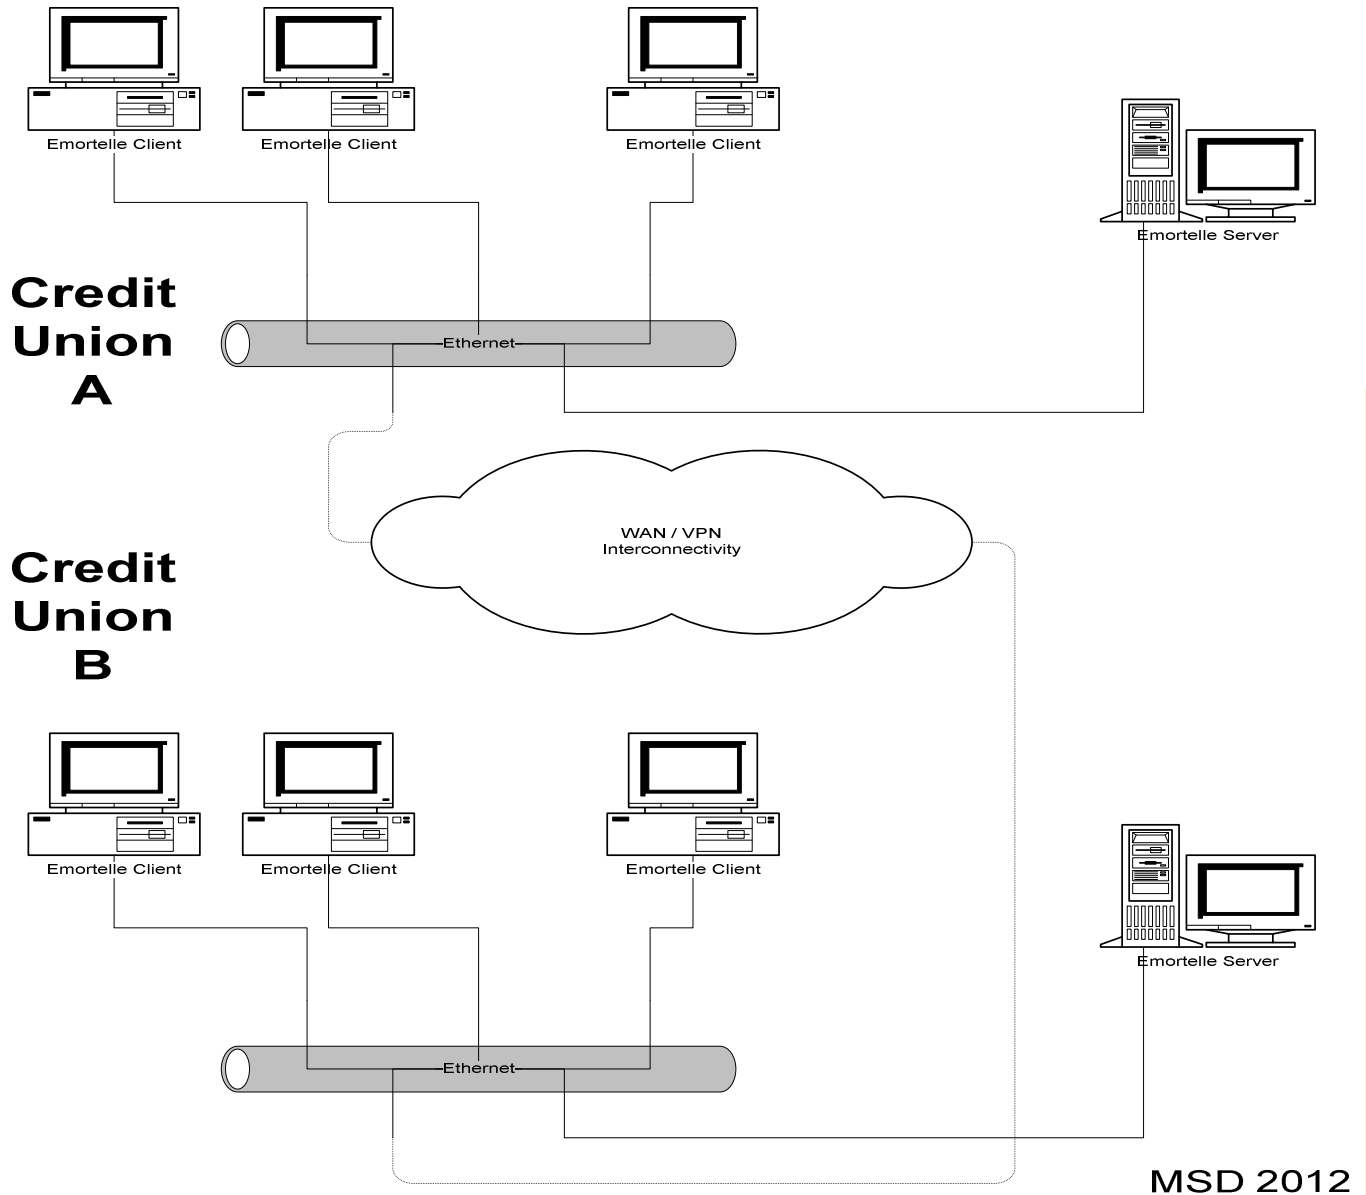 Emortelle Client
Emortelle Client
Emortelle Client
Emortelle Server
Credit
Union
A
Ethernet
WAN / VPN
Interconnectivity
Credit
Union
B
Emortelle Client
Emortelle Client
Emortelle Client
Emortelle Server
Ethernet
MSD 2012